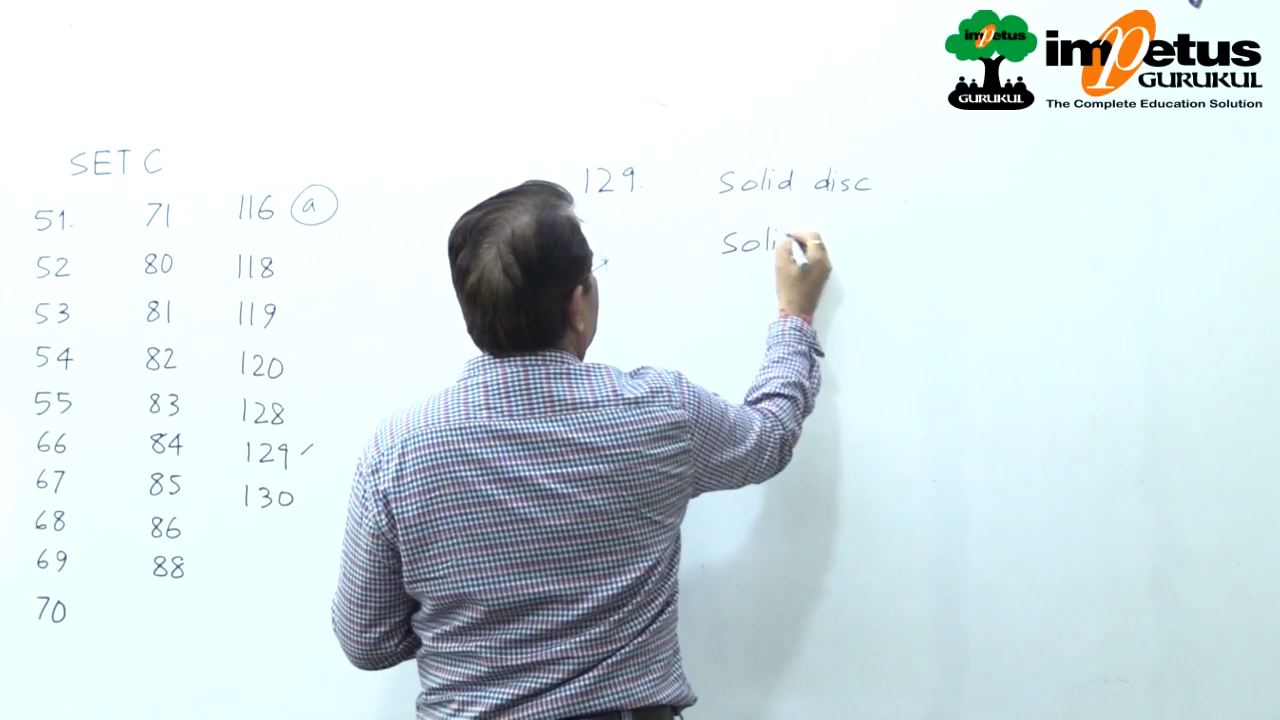 impetus
GURUKUL
impetus
GURUKUL
The Complete Education Solution
SET C
51.
52
53
54
55
66
67
68
69
70
71
80
81
82
83
84
85
86
88
116 a
118
119
120
128
129
130
129. Solid disc
Soli